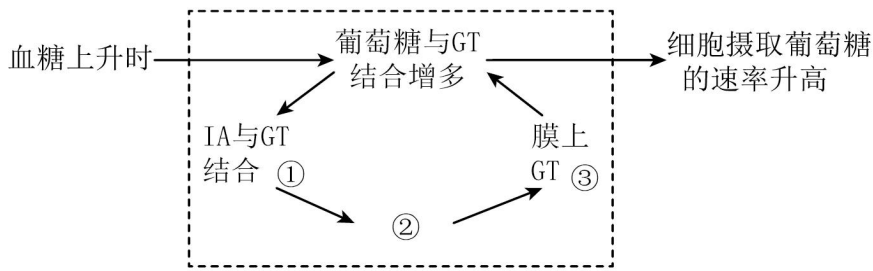 血糖上升时
葡萄糖与GT
结合增多
细胞摄取葡萄糖
的速率升高
IA与GT
结合 ①
膜上
GT ③
②